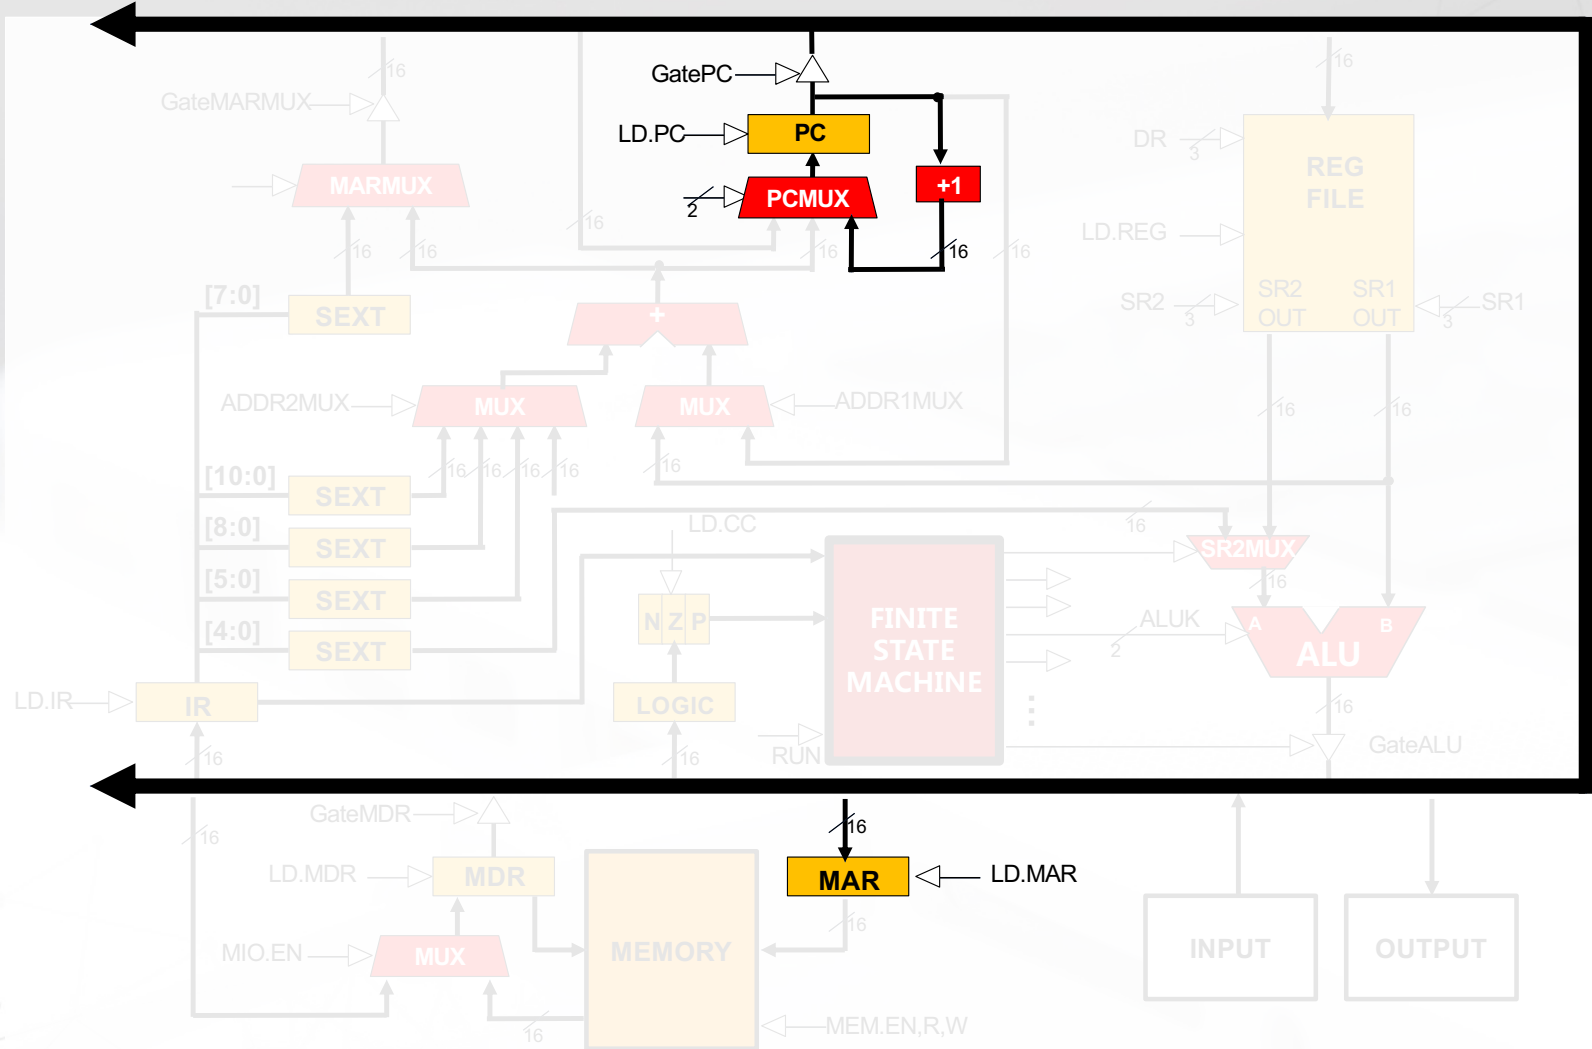 16
GatePC
16
GateMARMUX
LD.PC
PC
DR
3
REG
FILE
MARMUX
+1
PCMUX
2
16
16
16
16
16
16
LD.REG
[7:0]
SEXT
SR2
3
SR2
OUT
SR1
OUT
3
SR1
+
ADDR2MUX
MUX
MUX
ADDR1MUX
16
16
[10:0]
SEXT
16
16
16
16
16
[8:0]
SEXT
LD.CC
16
SR2MUX
[5:0]
SEXT
16
N Z P
FINITE
STATE
MACHINE
ALUK
2
A
B
ALU
[4:0]
SEXT
LD.IR
IR
LOGIC
16
16
16
RUN
GateALU
GateMDR
16
16
LD.MDR
MDR
MAR
LD.MAR
16
MIO.EN
MUX
MEMORY
INPUT
OUTPUT
16
MEM.EN,R,W